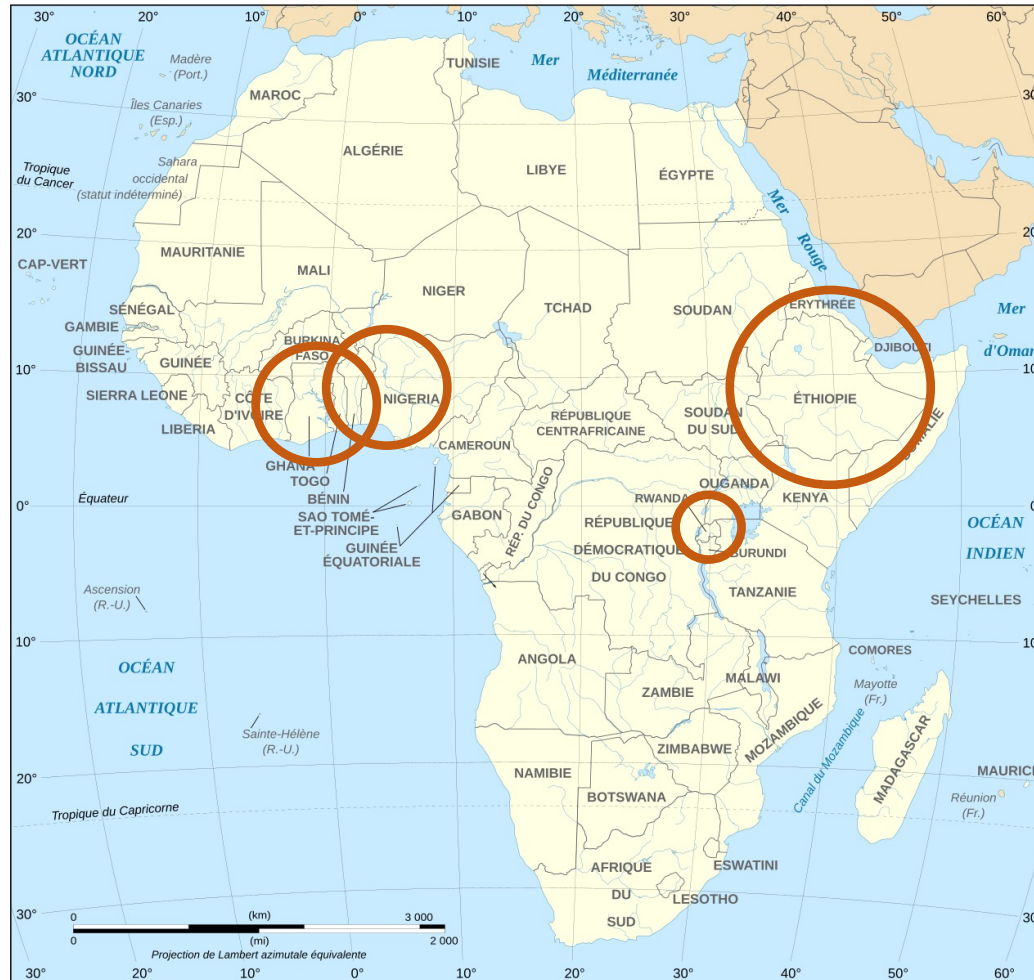 10°
20°
10°
0°
10°
20°
30°
40°
50°
60°
OCÉAN
ATLANTIQUE
NORD
Madère
(Port.)
TUNISIE
Mer
Méditerranée
30°
MAROC
30
Îles Canaries
(Esp.)
ALGÉRIE
LIBYE
ÉGYPTE
Tropique
du Cancer
Sahara
occidental
(statut indéterminé)
Mer
Rouge
20°
20
CAP-VERT
MAURITANIE
MALI
NIGER
TCHAD
SOUDAN
ÉRYTHRÉE
Mer
d'Oman
SÉNÉGAL
GAMBIE
GUINÉE-
BISSAU
GUINÉE
BURKINA
FASO
DJIBOUTI
10°
10
SIERRA LEONE
CÔTE
D'IVOIRE
NIGERIA
LIBERIA
RÉPUBLIQUE
CENTRAFRICAINE
SOUDAN
DU SUD
ÉTHIOPIE
SOMALIE
CAMEROUN
GHANA
TOGO
BÉNIN
SAO TOMÉ-
ET-PRINCIPE
GUINÉE
ÉQUATORIALE
Équateur
0°
0
GABON
RÉP. DU CONGO
OUGANDA
RWANDA
KENYA
RÉPUBLIQUE
DÉMOCRATIQUE
DU CONGO
BURUNDI
TANZANIE
OCÉAN
INDIEN
SEYCHELLES
Ascension
(R.-U.)
10°
10
OCÉAN
ATLANTIQUE
SUD
ANGOLA
ZAMBIE
MALAWI
COMORES
Mayotte
(Fr.)
MOZAMBIQUE
Canal du Mozambique
MADAGASCAR
Sainte-Hélène
(R.-U.)
ZIMBABWE
20°
20
NAMIBIE
BOTSWANA
MAURICE
Réunion
(Fr.)
Tropique du Capricorne
AFRIQUE
DU
SUD
ESWATINI
LESOTHO
30°
30
0
(km)
3 000
0
(mi)
2 000
Projection de Lambert azimutale équivalente
30°
20°
10°
0°
10°
20°
30°
40°
50°
60°